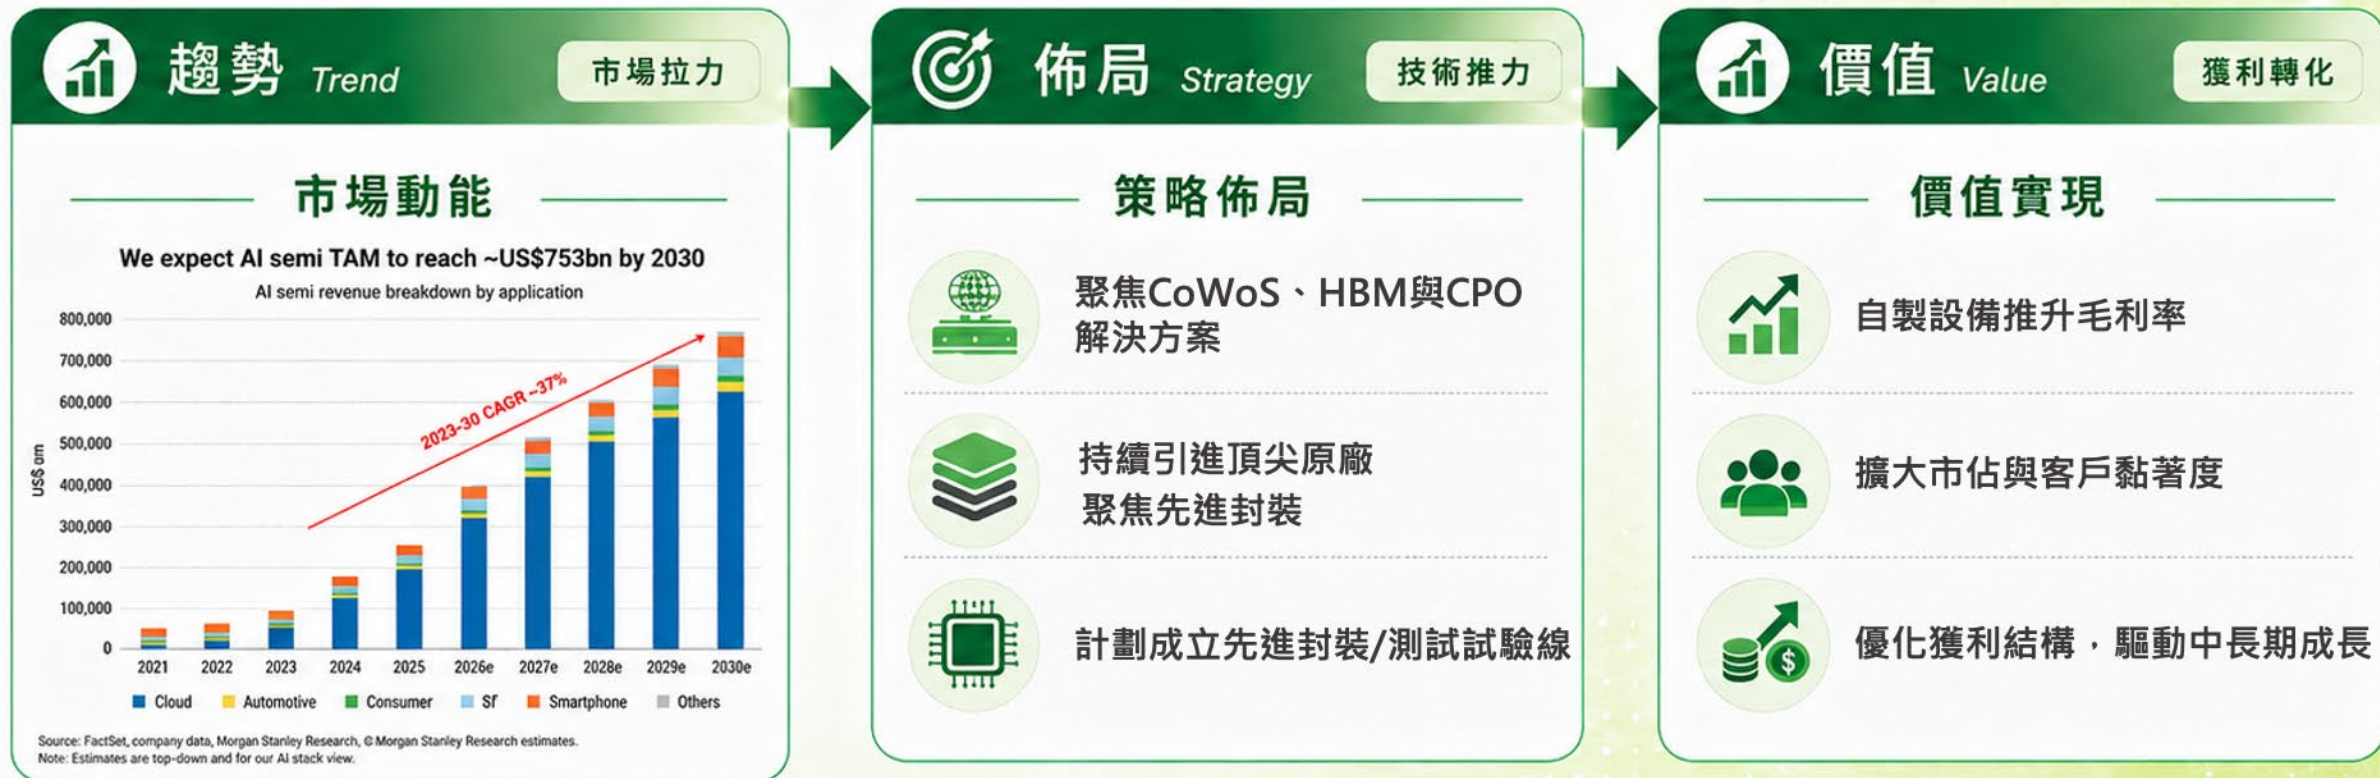 趨勢 Trend 市場拉力
市場動能
We expect AI semi TAM to reach ~US$753bn by 2030
AI semi revenue breakdown by application
800,000
700,000
600,000
500,000
400,000
300,000
200,000
100,000
0
US$ am
2023-30 CAGR ~37%
2021 2022 2023 2024 2025 2026e 2027e 2028e 2029e 2030e
Cloud Automotive Consumer Sf Smartphone Others
Source: FactSet, company data, Morgan Stanley Research, © Morgan Stanley Research estimates.
Note: Estimates are top-down and for our AI stack view.
佈局 Strategy 技術推力
策略佈局
聚焦CoWoS、HBM與CPO
解決方案
持續引進頂尖原廠
聚焦先進封裝
計劃成立先進封裝/測試試驗線
價值 Value 獲利轉化
價值實現
自製設備推升毛利率
擴大市佔與客戶黏著度
優化獲利結構，驅動中長期成長